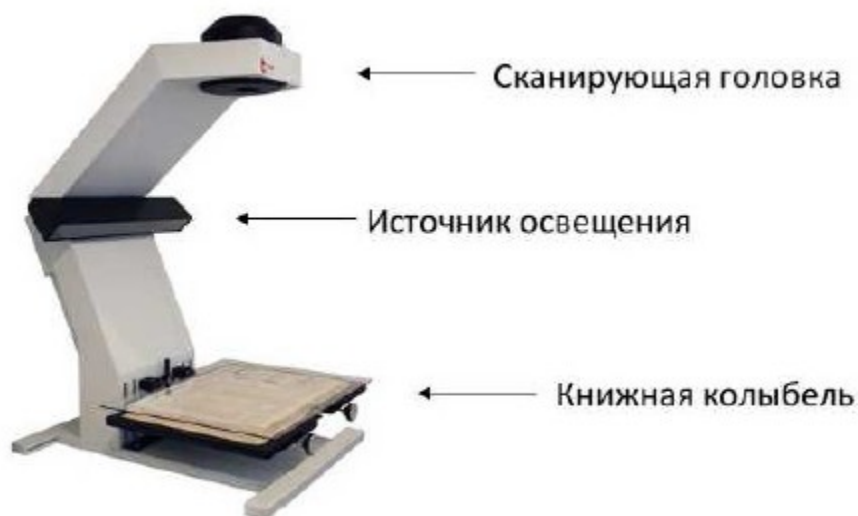 Сканирующая головка
Источник освещения
Книжная колыбель